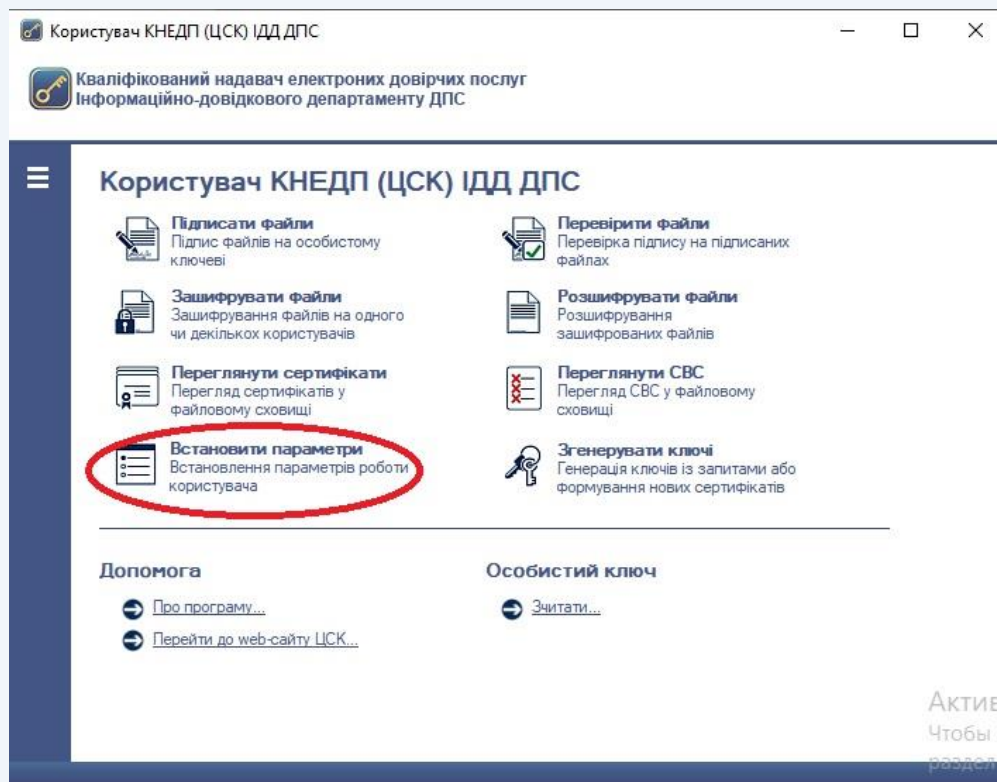 Користувач КНЕДП (ЦСК) ІДД ДПС
Кваліфікований надавач електроних довірчих послуг
Інформаційно-довідкового департаменту ДПС
Користувач КНЕДП (ЦСК) ІДД ДПС
Підписати файли
Підпис файлів на особистому
ключеві
Перевірити файли
Перевірка підпису на підписаних
файлах
Зашифрувати файли
Зашифрування файлів на одного
чи декількох користувачів
Розшифрувати файли
Розшифрування
зашифрованих файлів
Переглянути сертифікати
Перегляд сертифікатів у
файловому сховищі
Переглянути СВС
Перегляд СВС у файловому
сховищі
Встановити параметри
Встановлення параметрів роботи
користувача
Згенерувати ключі
Генерація ключів із запитами або
формування нових сертифікатів
Допомога
Про програму...
Перейти до web-сайту ЦСК...
Особистий ключ
Зчитати...
Актив
Чтобы
раздел